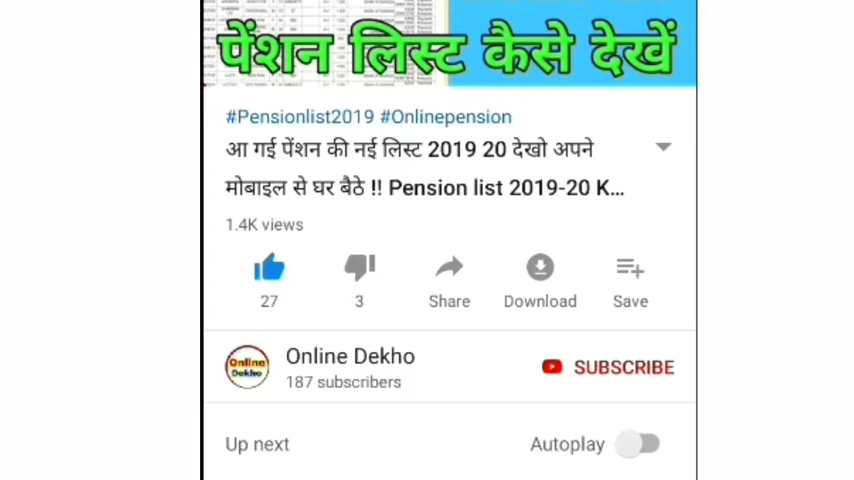 पेंशन लिस्ट कैसे देखें
#Pensionlist2019 #Onlinepension
आ गई पेंशन की नई लिस्ट 2019 20 देखो अपने
मोबाइल से घर बैठे !! Pension list 2019-20 K...
1.4K views
27 3 Share Download Save
Online Dekho
Online Dekho
187 subscribers
SUBSCRIBE
Up next Autoplay